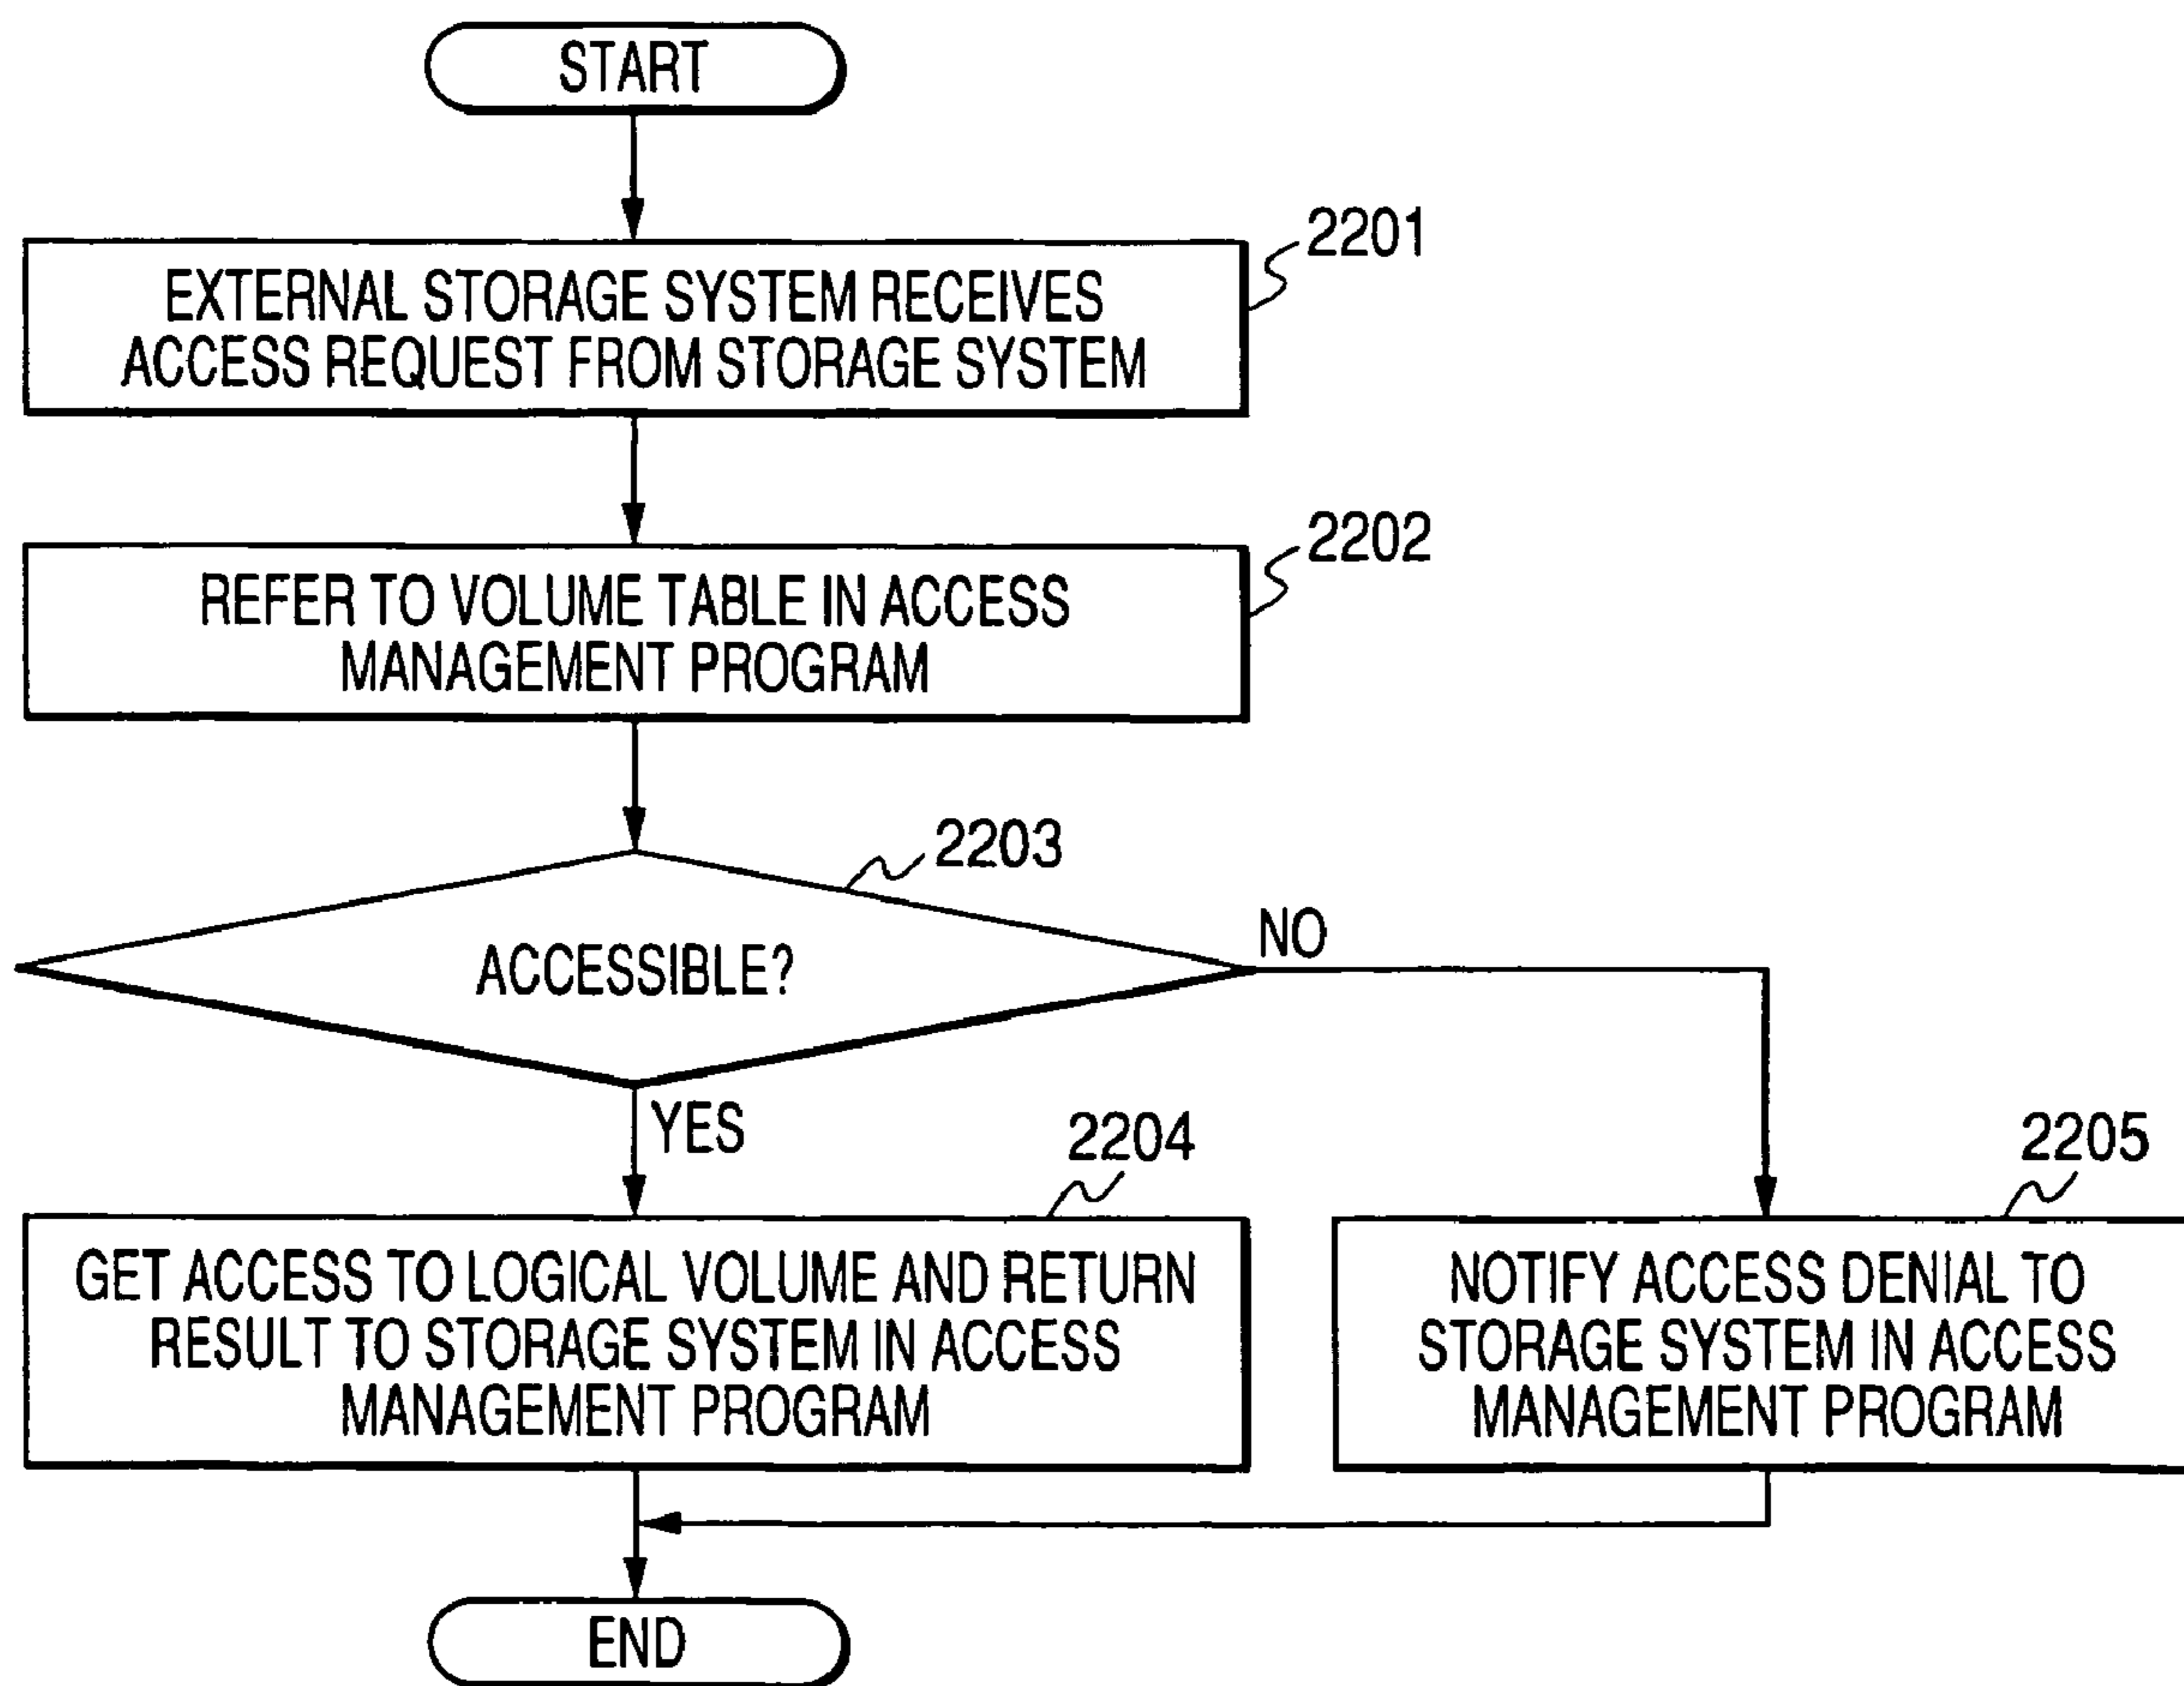 START
2201
EXTERNAL STORAGE SYSTEM RECEIVES
ACCESS REQUEST FROM STORAGE SYSTEM
2202
REFER TO VOLUME TABLE IN ACCESS
MANAGEMENT PROGRAM
2203
ACCESSIBLE?
NO
YES
2204
GET ACCESS TO LOGICAL VOLUME AND RETURN
RESULT TO STORAGE SYSTEM IN ACCESS
MANAGEMENT PROGRAM
2205
NOTIFY ACCESS DENIAL TO
STORAGE SYSTEM IN ACCESS
MANAGEMENT PROGRAM
END